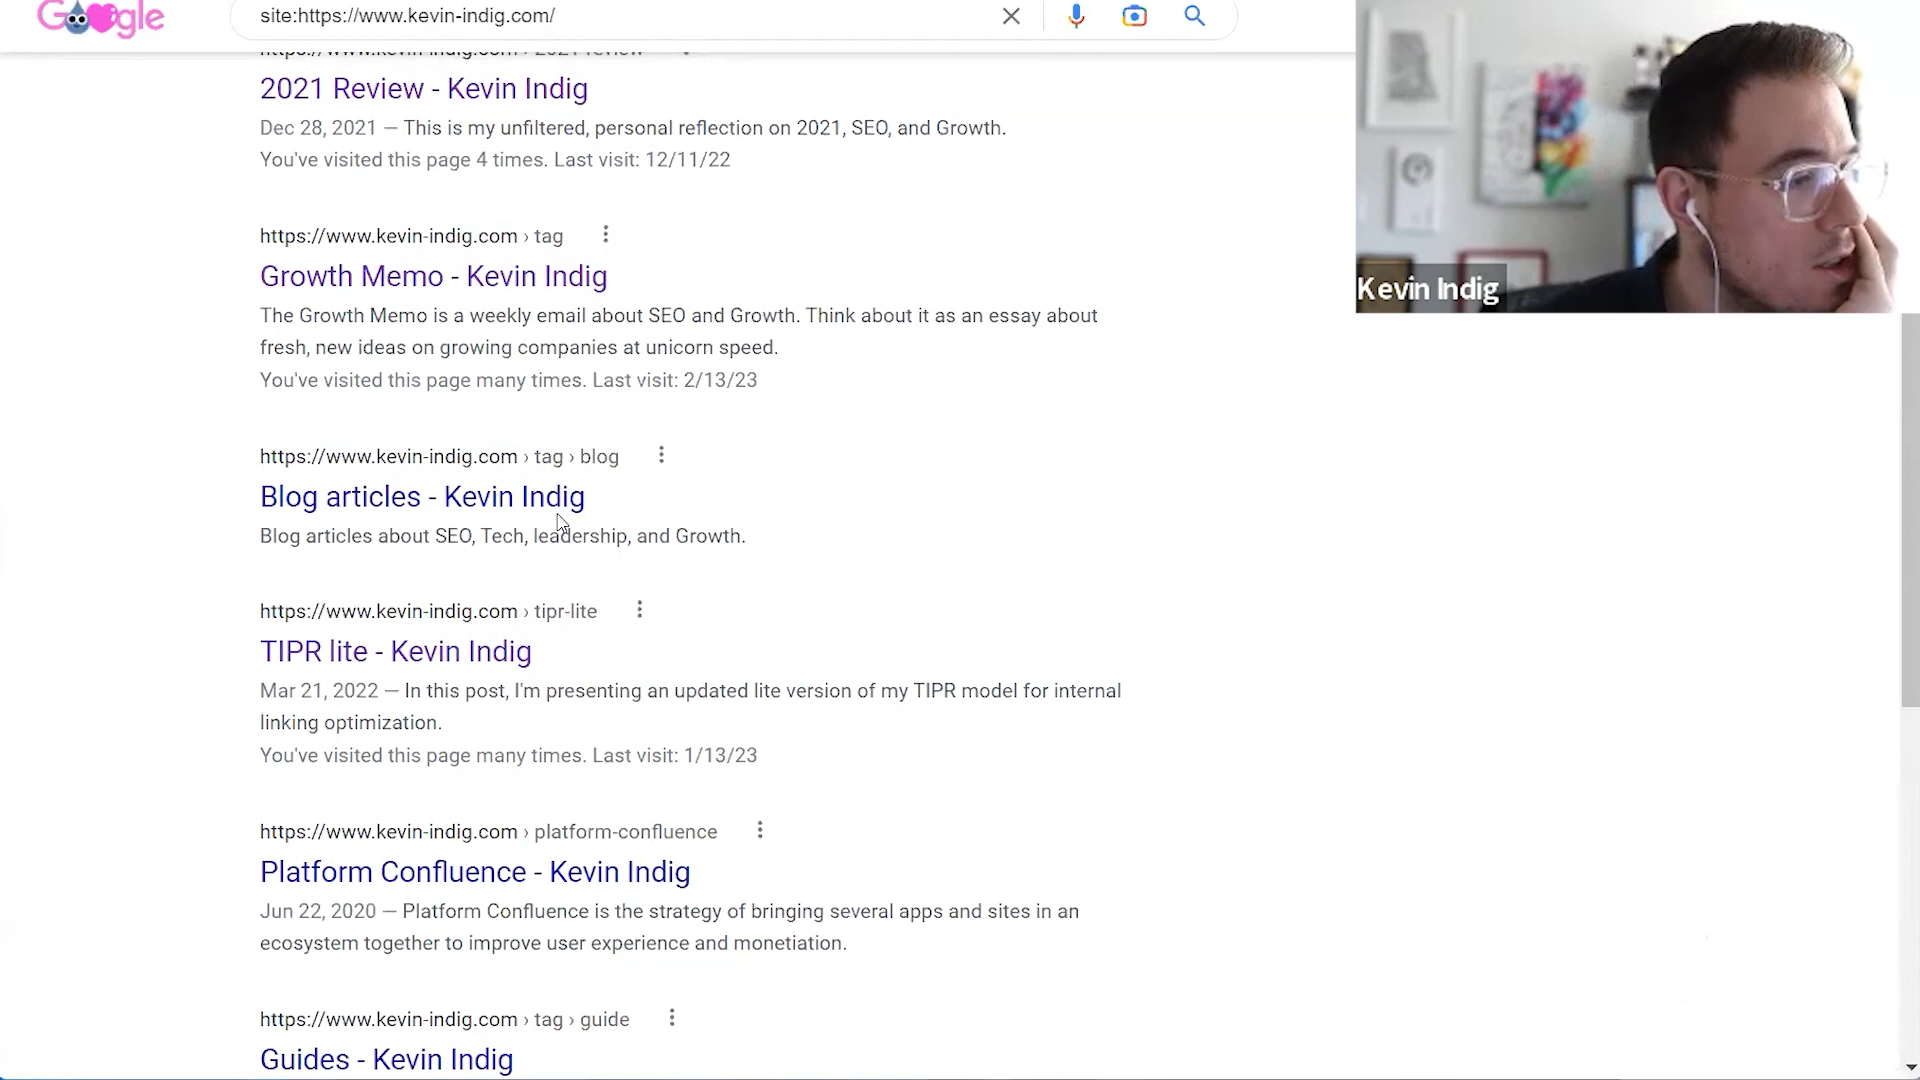 Google
site:https://www.kevin-indig.com/
https://www.kevin-indig.com › 2021-review
2021 Review - Kevin Indig
Dec 28, 2021 — This is my unfiltered, personal reflection on 2021, SEO, and Growth.
You've visited this page 4 times. Last visit: 12/11/22
https://www.kevin-indig.com › tag
Growth Memo - Kevin Indig
The Growth Memo is a weekly email about SEO and Growth. Think about it as an essay about
fresh, new ideas on growing companies at unicorn speed.
You've visited this page many times. Last visit: 2/13/23
https://www.kevin-indig.com › tag › blog
Blog articles - Kevin Indig
Blog articles about SEO, Tech, leadership, and Growth.
https://www.kevin-indig.com › tipr-lite
TIPR lite - Kevin Indig
Mar 21, 2022 — In this post, I'm presenting an updated lite version of my TIPR model for internal
linking optimization.
You've visited this page many times. Last visit: 1/13/23
https://www.kevin-indig.com › platform-confluence
Platform Confluence - Kevin Indig
Jun 22, 2020 — Platform Confluence is the strategy of bringing several apps and sites in an
ecosystem together to improve user experience and monetiation.
https://www.kevin-indig.com › tag › guide
Guides - Kevin Indig
Kevin Indig